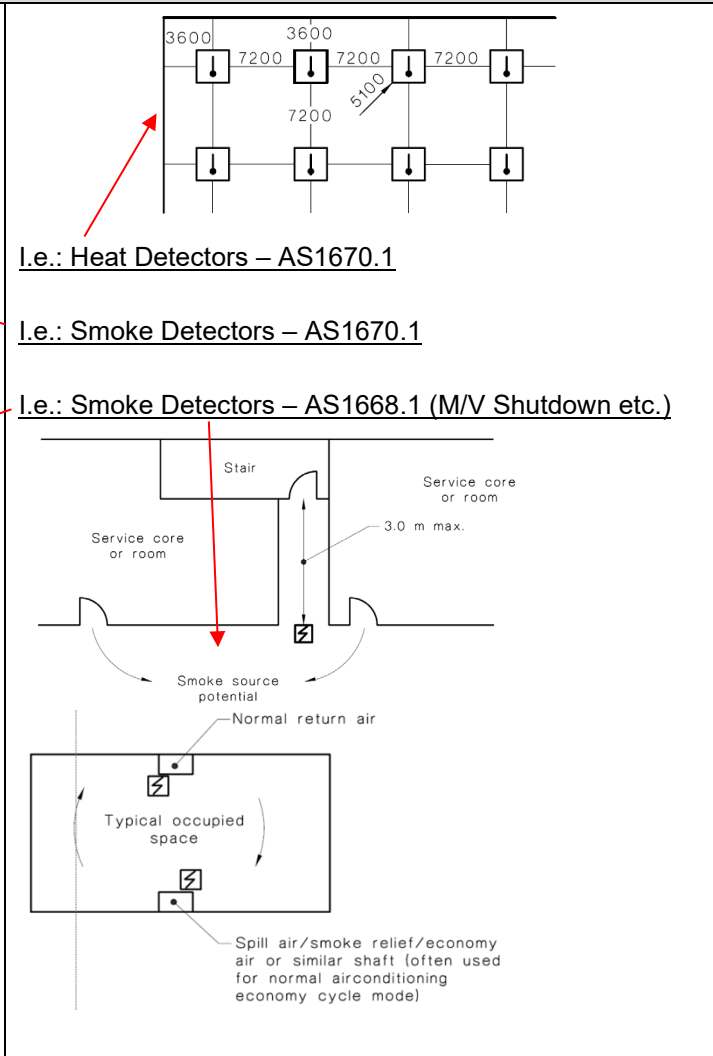 3600
3600
7200
7200
7200
5100
7200
I.e.: Heat Detectors – AS1670.1
I.e.: Smoke Detectors – AS1670.1
I.e.: Smoke Detectors – AS1668.1 (M/V Shutdown etc.)
Stair
Service core
or room
3.0 m max.
Service core
or room
Smoke source
potential
Normal return air
Typical occupied
space
Spill air/smoke relief/economy
air or similar shaft (often used
for normal airconditioning
economy cycle mode)